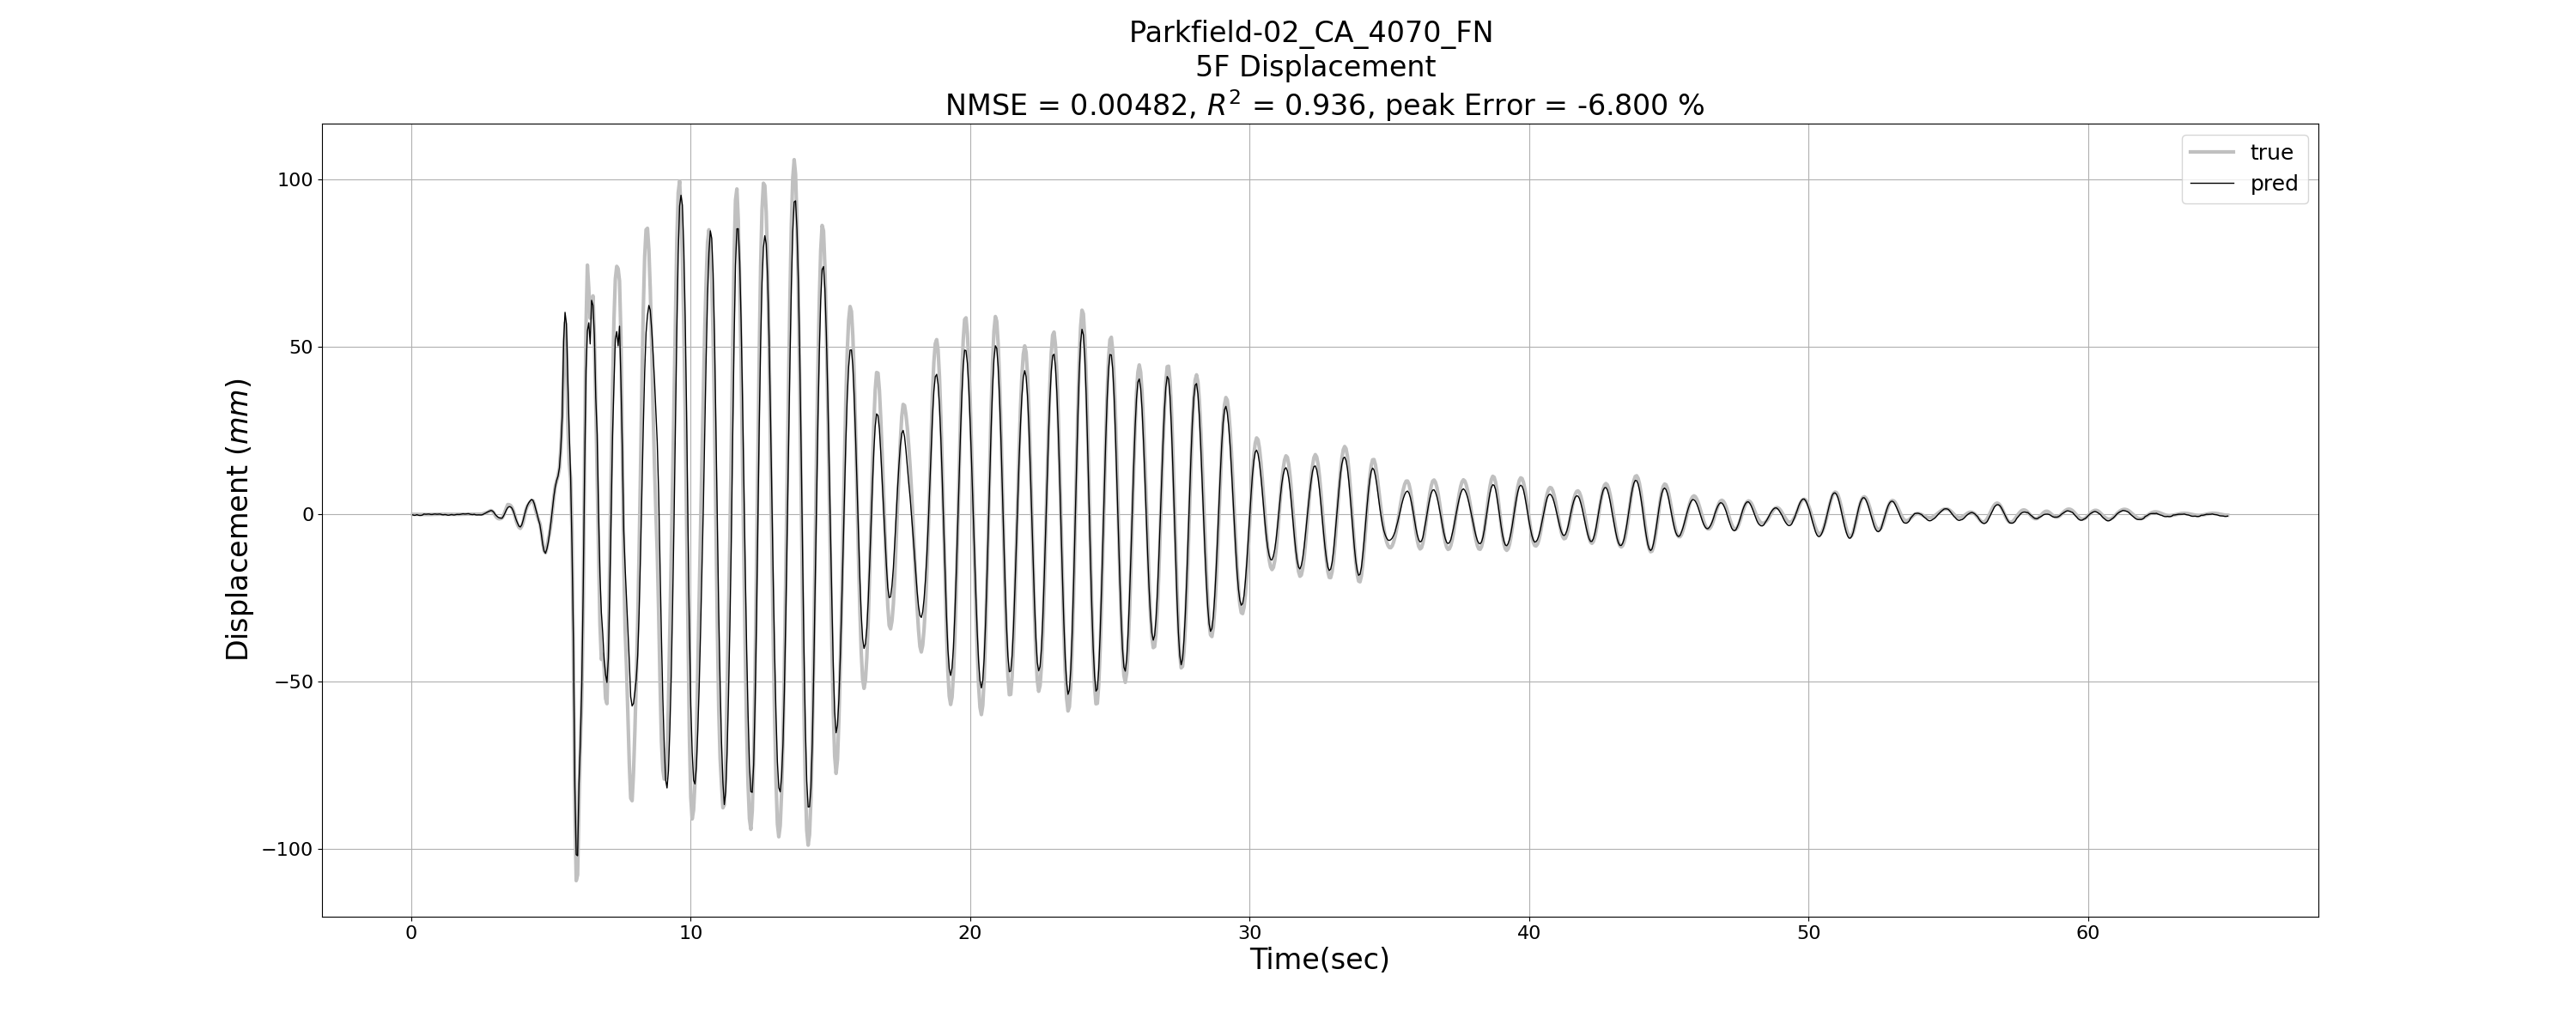 Parkfield-02_CA_4070_FN
5F Displacement
NMSE = 0.00482, R² = 0.936, peak Error = -6.800 %
true
pred
100
50
0
−50
−100
Displacement (mm)
0 10 20 30 40 50 60
Time(sec)